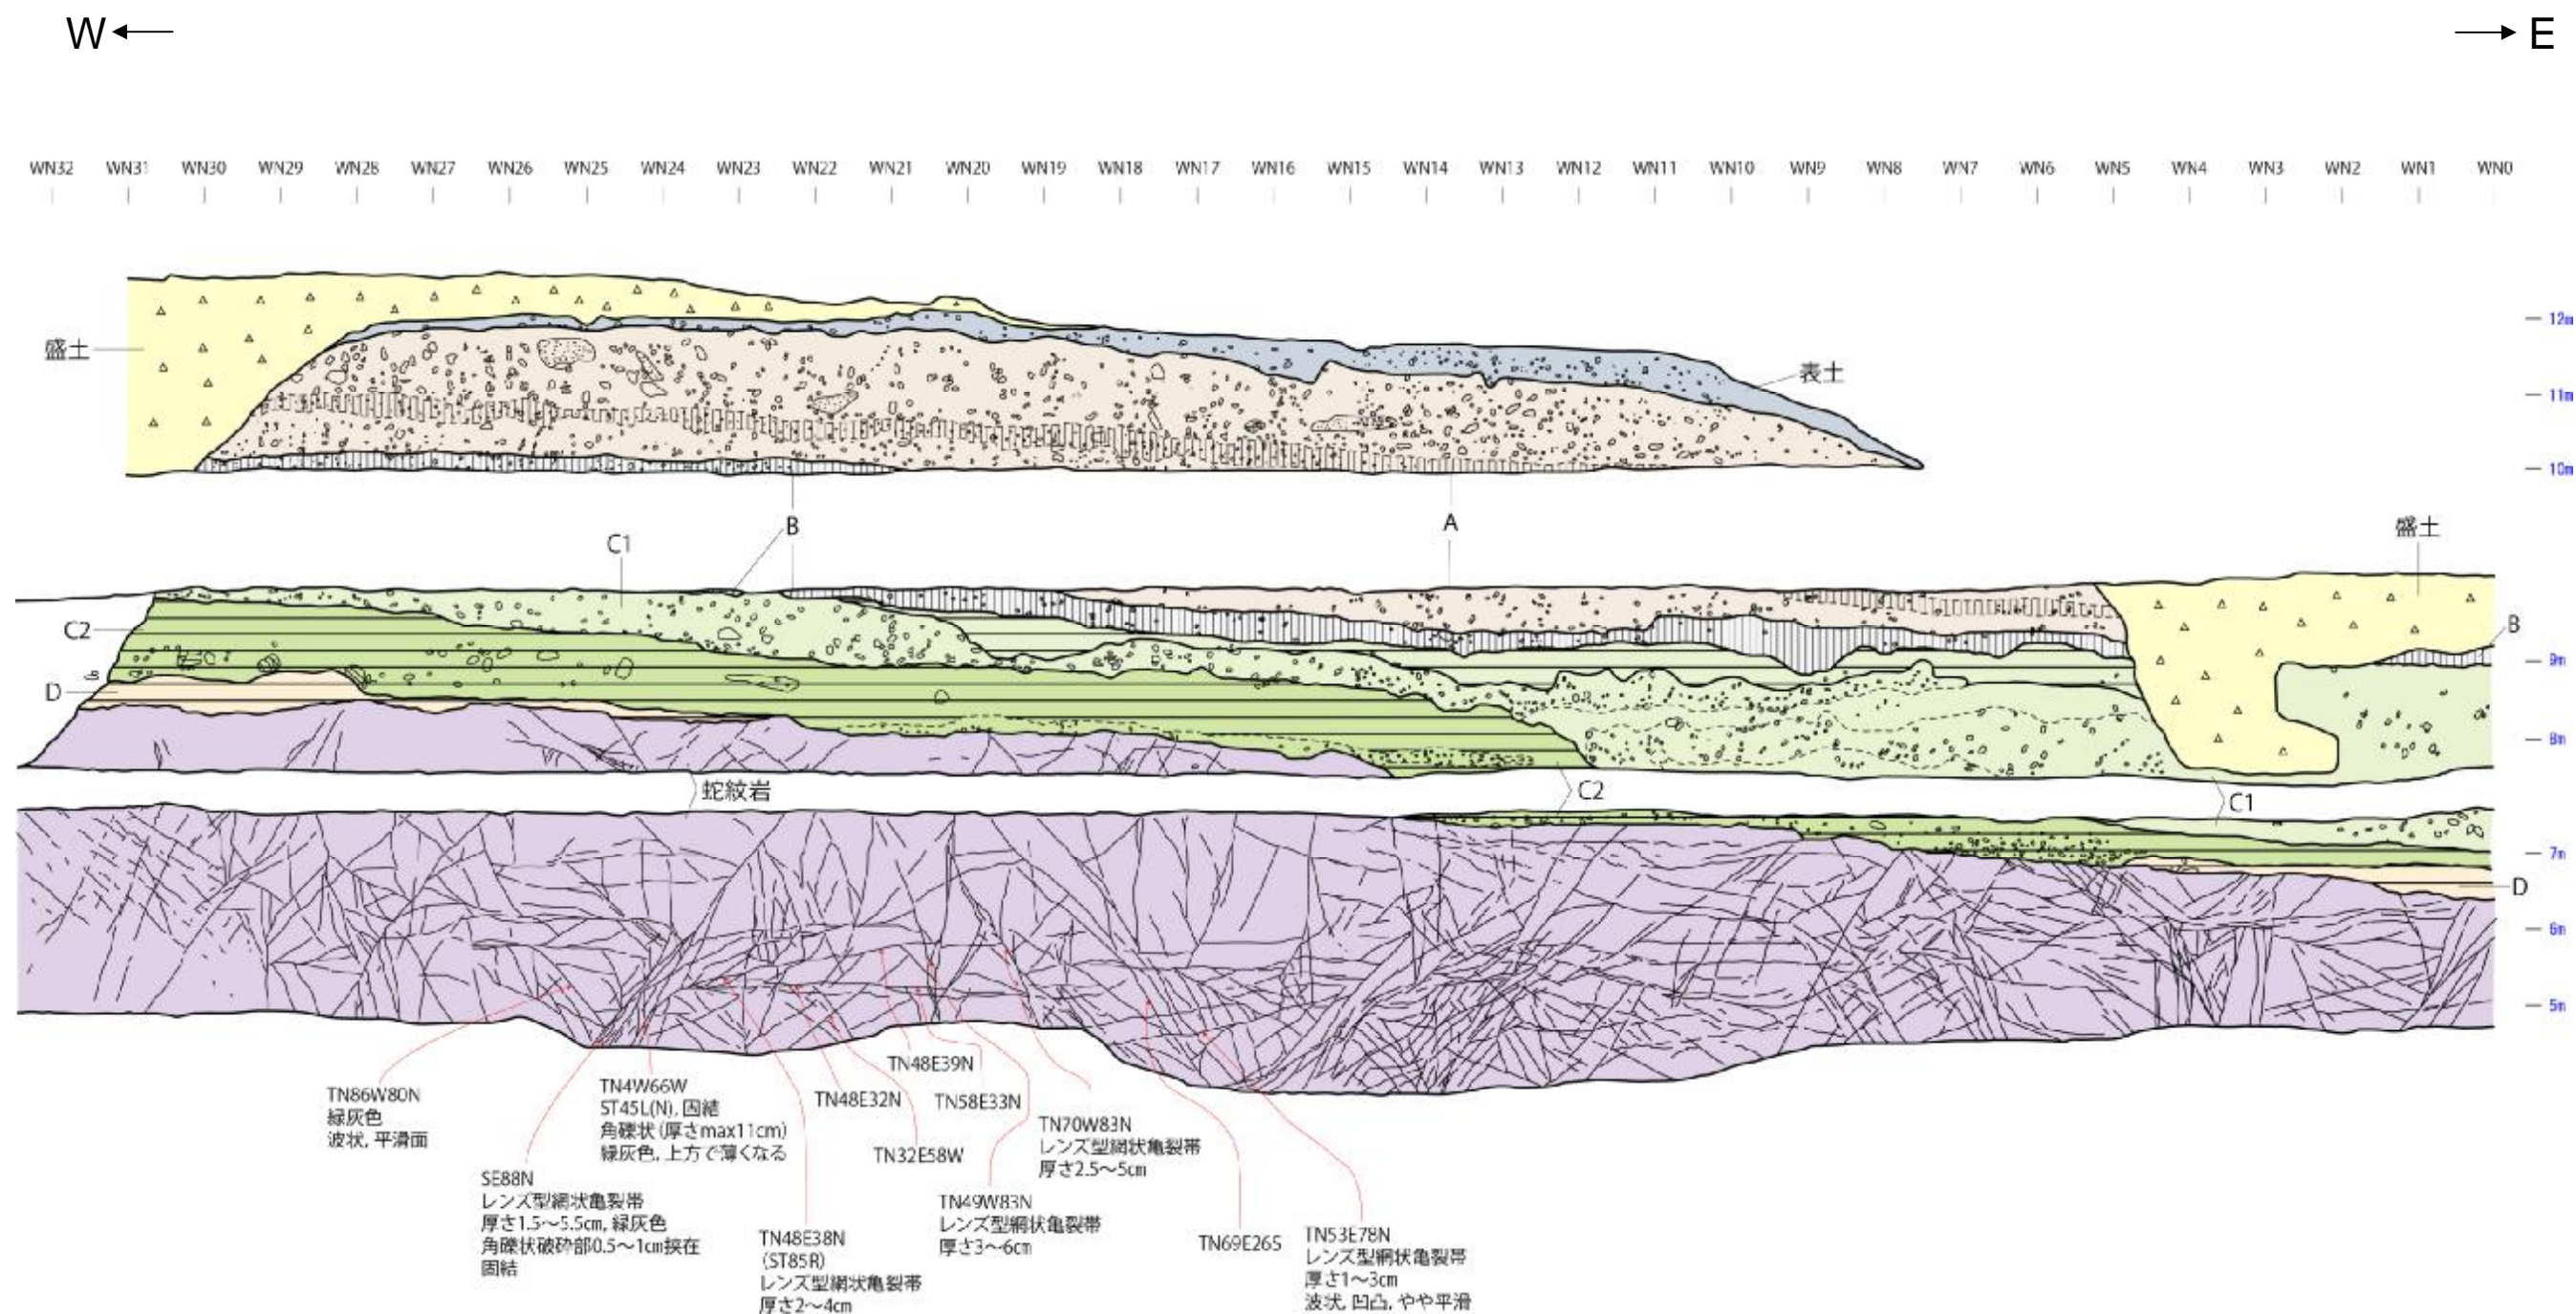 W
E
WN32 WN31 WN30 WN29 WN28 WN27 WN26 WN25 WN24 WN23 WN22 WN21 WN20 WN19 WN18 WN17 WN16 WN15 WN14 WN13 WN12 WN11 WN10 WN9 WN8 WN7 WN6 WN5 WN4 WN3 WN2 WN1 WN0
12m
盛土
表土
11m
10m
B
A
C1
盛土
C2
B
9m
D
8m
蛇紋岩
C2
C1
7m
D
6m
5m
TN86W80N
緑灰色
波状, 平滑面
SE88N
レンズ型網状亀裂帯
厚さ1.5～5.5cm, 緑灰色
角礫状破砕部0.5～1cm挟在
固結
TN4W66W
ST45L(N), 固結
角礫状(厚さmax11cm)
緑灰色, 上方で薄くなる
TN48E38N
(ST85R)
レンズ型網状亀裂帯
厚さ2～4cm
TN48E32N
TN32E58W
TN48E39N
TN58E33N
TN49W83N
レンズ型網状亀裂帯
厚さ3～6cm
TN70W83N
レンズ型網状亀裂帯
厚さ2.5～5cm
TN69E26S
TN53E78N
レンズ型網状亀裂帯
厚さ1～3cm
波状, 凹凸, やや平滑